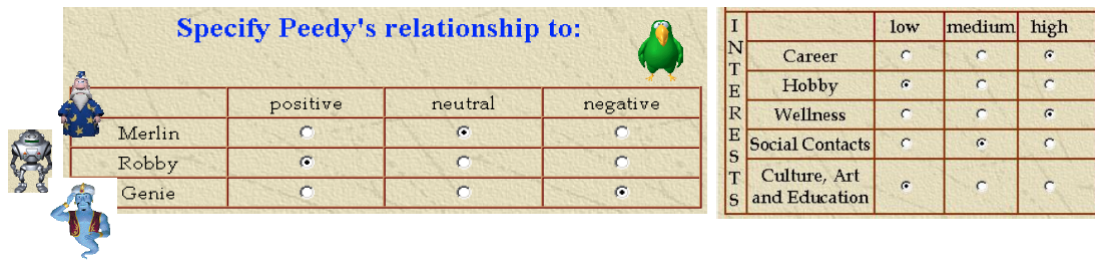 Specify Peedy's relationship to:
positive neutral negative
Merlin
Robby
Genie
INTERESTS
low medium high
Career
Hobby
Wellness
Social Contacts
Culture, Art
and Education